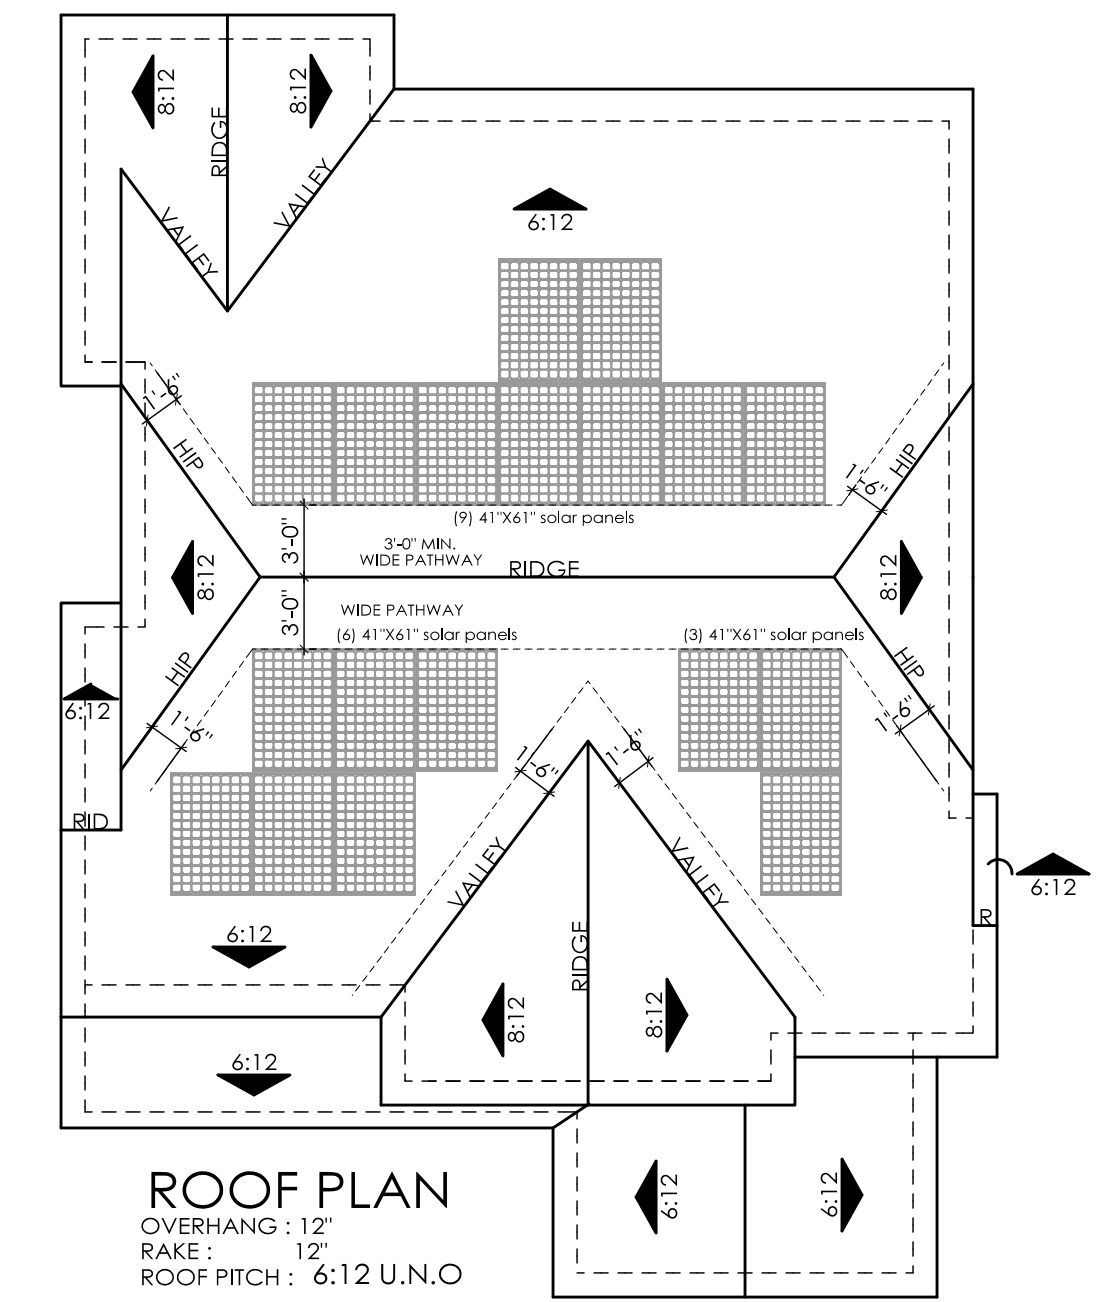 8:12
8:12
RIDGE
VALLEY
VALLEY
6:12
1'-6"
HIP
HIP
1'-6"
(9) 41"X61" solar panels
3'-0"
3'-0" MIN.
WIDE PATHWAY
RIDGE
8:12
8:12
3'-0"
WIDE PATHWAY
(6) 41"X61" solar panels
(3) 41"X61" solar panels
HIP
HIP
6:12
1'-6"
1'-6"
1'-6"
1'-6"
RID
VALLEY
VALLEY
6:12
R
6:12
RIDGE
8:12
8:12
6:12
6:12
6:12
ROOF PLAN
OVERHANG : 12"
RAKE : 12"
ROOF PITCH : 6:12 U.N.O